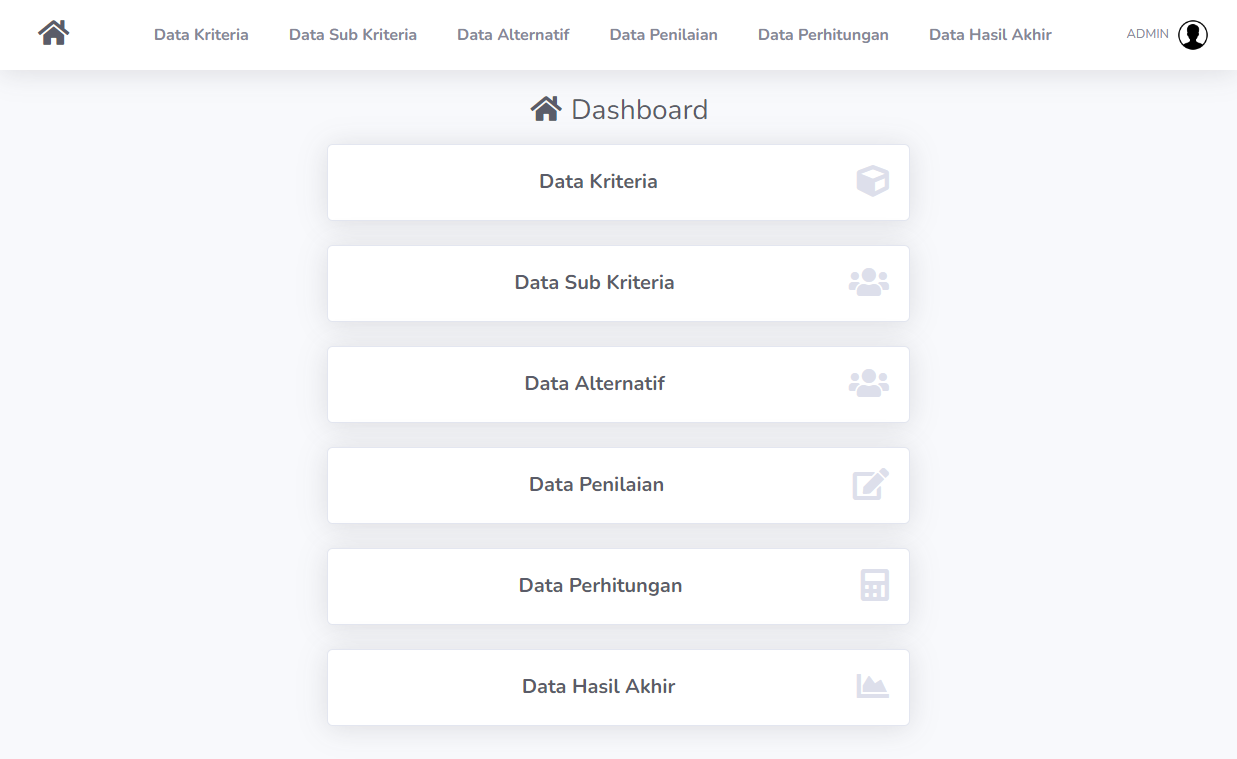 Data Kriteria Data Sub Kriteria Data Alternatif Data Penilaian Data Perhitungan Data Hasil Akhir ADMIN
Dashboard
Data Kriteria
Data Sub Kriteria
Data Alternatif
Data Penilaian
Data Perhitungan
Data Hasil Akhir